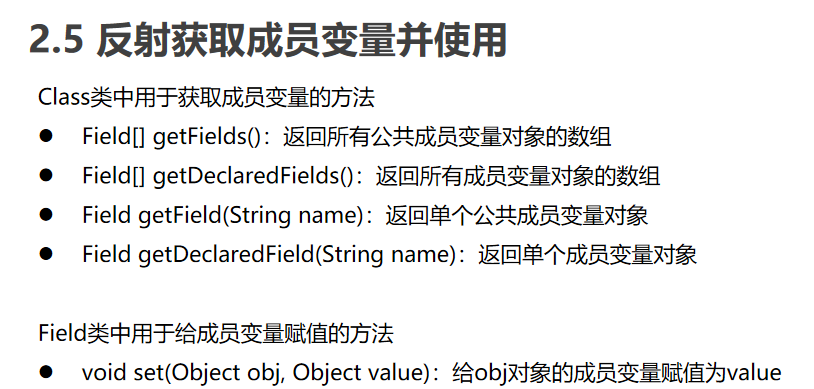 2.5 反射获取成员变量并使用
Class类中用于获取成员变量的方法
● Field[] getFields()：返回所有公共成员变量对象的数组
● Field[] getDeclaredFields()：返回所有成员变量对象的数组
● Field getField(String name)：返回单个公共成员变量对象
● Field getDeclaredField(String name)：返回单个成员变量对象
Field类中用于给成员变量赋值的方法
● void set(Object obj, Object value)：给obj对象的成员变量赋值为value